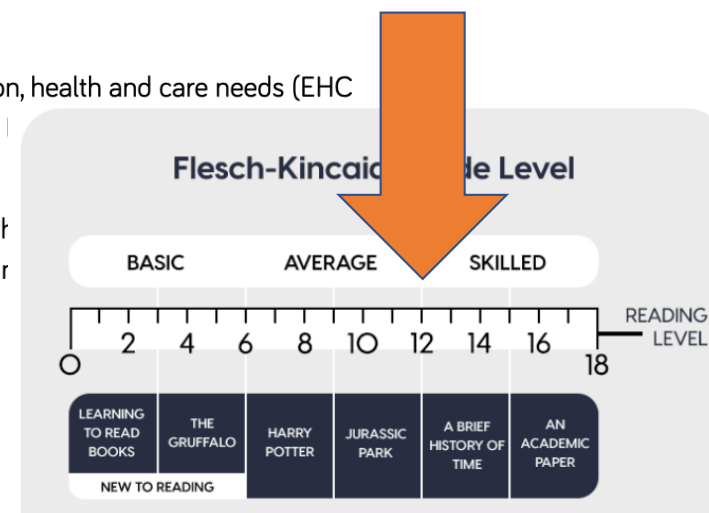 health and care needs (EHC
Flesch-Kincaid Level
BASIC AVERAGE SKILLED
READING
LEVEL
0 2 4 6 8 10 12 14 16 18
LEARNING
TO READ
BOOKS
THE
GRUFFALO
HARRY
POTTER
JURASSIC
PARK
A BRIEF
HISTORY OF
TIME
AN
ACADEMIC
PAPER
NEW TO READING